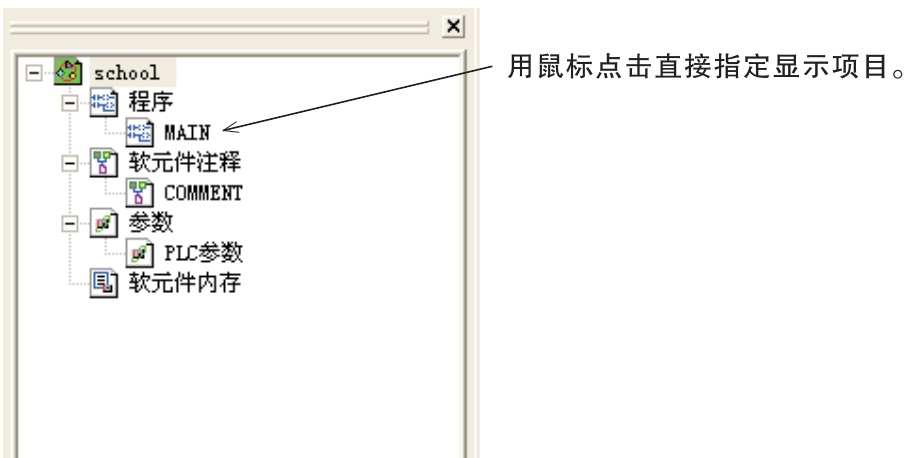 school
用鼠标点击直接指定显示项目。
程序
MAIN
软元件注释
COMMENT
参数
PLC参数
软元件内存